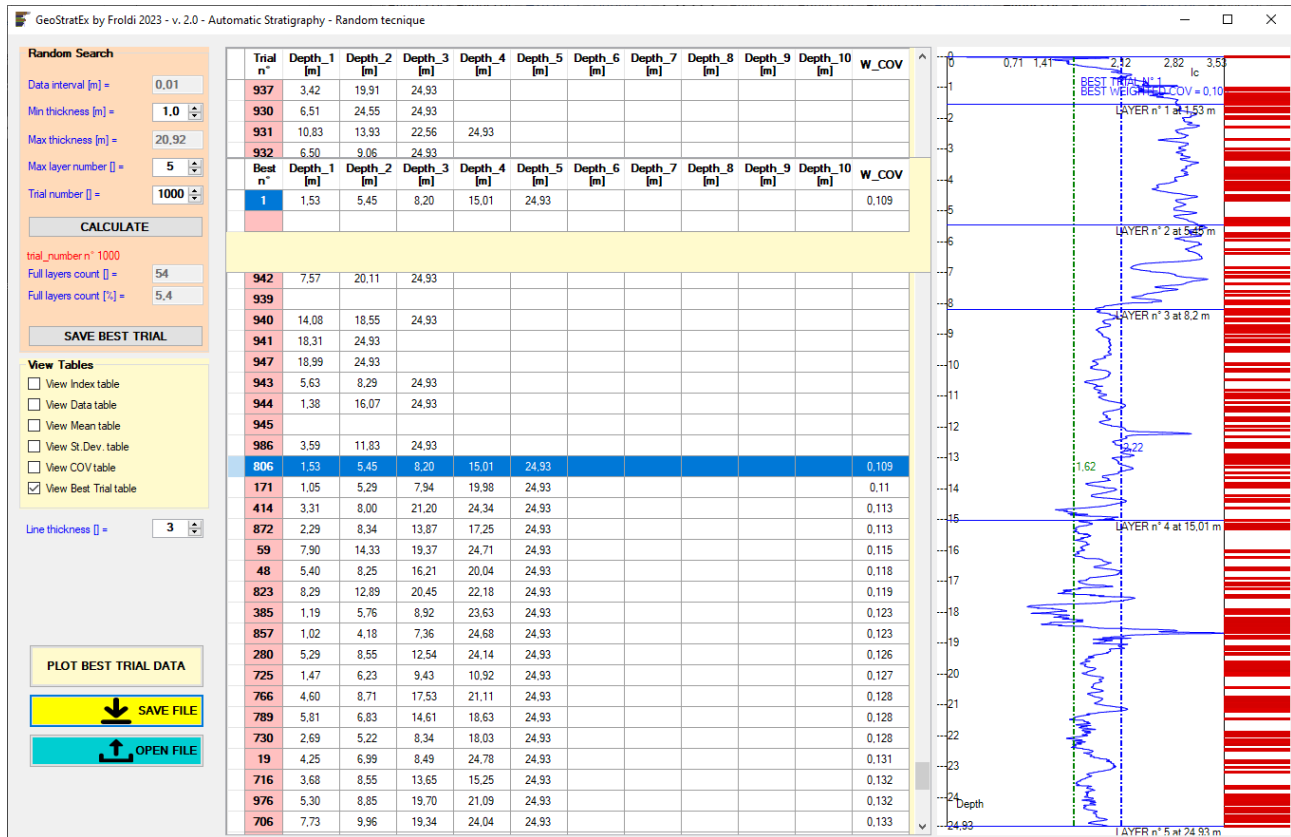 GeoStratEx by Froldi 2023 - v. 2.0 - Automatic Stratigraphy - Random tecnique
Random Search
Data interval [m] = 0,01
Min thickness [m] = 1,0
Max thickness [m] = 20,92
Max layer number [] = 5
Trial number [] = 1000
CALCULATE
trial_number n° 1000
Full layers count [] = 54
Full layers count [%] = 5,4
SAVE BEST TRIAL
View Tables
View Index table
View Data table
View Mean table
View St.Dev. table
View COV table
View Best Trial table
Line thickness [] = 3
PLOT BEST TRIAL DATA
SAVE FILE
OPEN FILE
Trial n° Depth_1 [m] Depth_2 [m] Depth_3 [m] Depth_4 [m] Depth_5 [m] Depth_6 [m] Depth_7 [m] Depth_8 [m] Depth_9 [m] Depth_10 [m] W_COV
937 3,42 19,91 24,93
930 6,51 24,55 24,93
931 10,83 13,93 22,56 24,93
932 6,50 9,06 24,93
Best n° Depth_1 [m] Depth_2 [m] Depth_3 [m] Depth_4 [m] Depth_5 [m] Depth_6 [m] Depth_7 [m] Depth_8 [m] Depth_9 [m] Depth_10 [m] W_COV
1 1,53 5,45 8,20 15,01 24,93 0,109
942 7,57 20,11 24,93
939
940 14,08 18,55 24,93
941 18,31 24,93
947 18,99 24,93
943 5,63 8,29 24,93
944 1,38 16,07 24,93
945
986 3,59 11,83 24,93
806 1,53 5,45 8,20 15,01 24,93 0,109
171 1,05 5,29 7,94 19,98 24,93 0,11
414 3,31 8,00 21,20 24,34 24,93 0,113
872 2,29 8,34 13,87 17,25 24,93 0,113
59 7,90 14,33 19,37 24,71 24,93 0,115
48 5,40 8,25 16,21 20,04 24,93 0,118
823 8,29 12,89 20,45 22,18 24,93 0,119
385 1,19 5,76 8,92 23,63 24,93 0,123
857 1,02 4,18 7,36 24,68 24,93 0,123
280 5,29 8,55 12,54 24,14 24,93 0,126
725 1,47 6,23 9,43 10,92 24,93 0,127
766 4,60 8,71 17,53 21,11 24,93 0,128
789 5,81 6,83 14,61 18,63 24,93 0,128
730 2,69 5,22 8,34 18,03 24,93 0,128
19 4,25 6,99 8,49 24,78 24,93 0,131
716 3,68 8,55 13,65 15,25 24,93 0,132
976 5,30 8,85 19,70 21,09 24,93 0,132
706 7,73 9,96 19,34 24,04 24,93 0,133
0 0,71 1,41 2,12 2,82 3,53
Ic
BEST TRIAL N° 1
BEST WEIGHTED COV = 0,10
---0
---1
LAYER n° 1 at 1,53 m
---2
---3
---4
---5
LAYER n° 2 at 5,45 m
---6
---7
---8
LAYER n° 3 at 8,2 m
---9
---10
---11
---12
2,22
---13
1,62
---14
---15
LAYER n° 4 at 15,01 m
---16
---17
---18
---19
---20
---21
---22
---23
---24
Depth
---24,93
LAYER n° 5 at 24,93 m